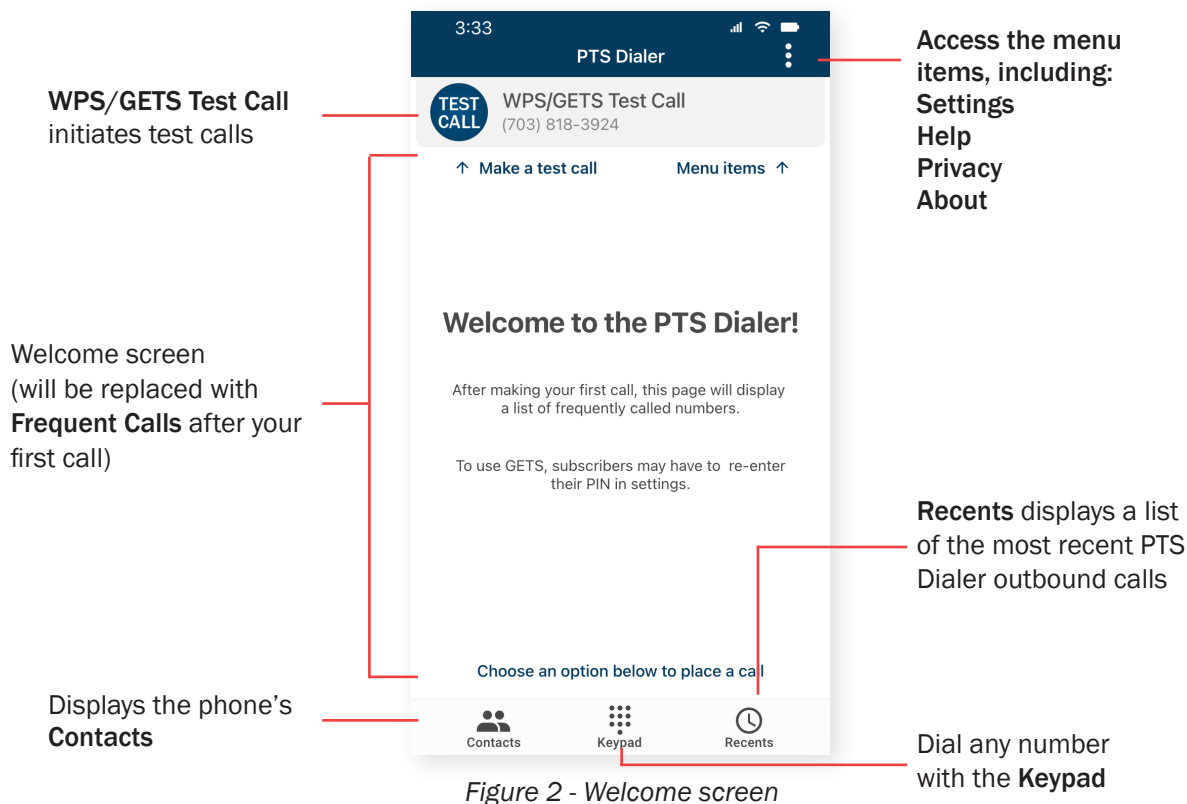 3:33
PTS Dialer
Access the menu
items, including:
Settings
Help
Privacy
About
WPS/GETS Test Call
initiates test calls
TEST
CALL
WPS/GETS Test Call
(703) 818-3924
↑ Make a test call
Menu items ↑
Welcome to the PTS Dialer!
Welcome screen
(will be replaced with
Frequent Calls after your
first call)
After making your first call, this page will display
a list of frequently called numbers.
To use GETS, subscribers may have to  re-enter
their PIN in settings.
Recents displays a list
of the most recent PTS
Dialer outbound calls
Choose an option below to place a call
Displays the phone's
Contacts
Contacts
Keypad
Recents
Dial any number
with the Keypad
Figure 2 - Welcome screen